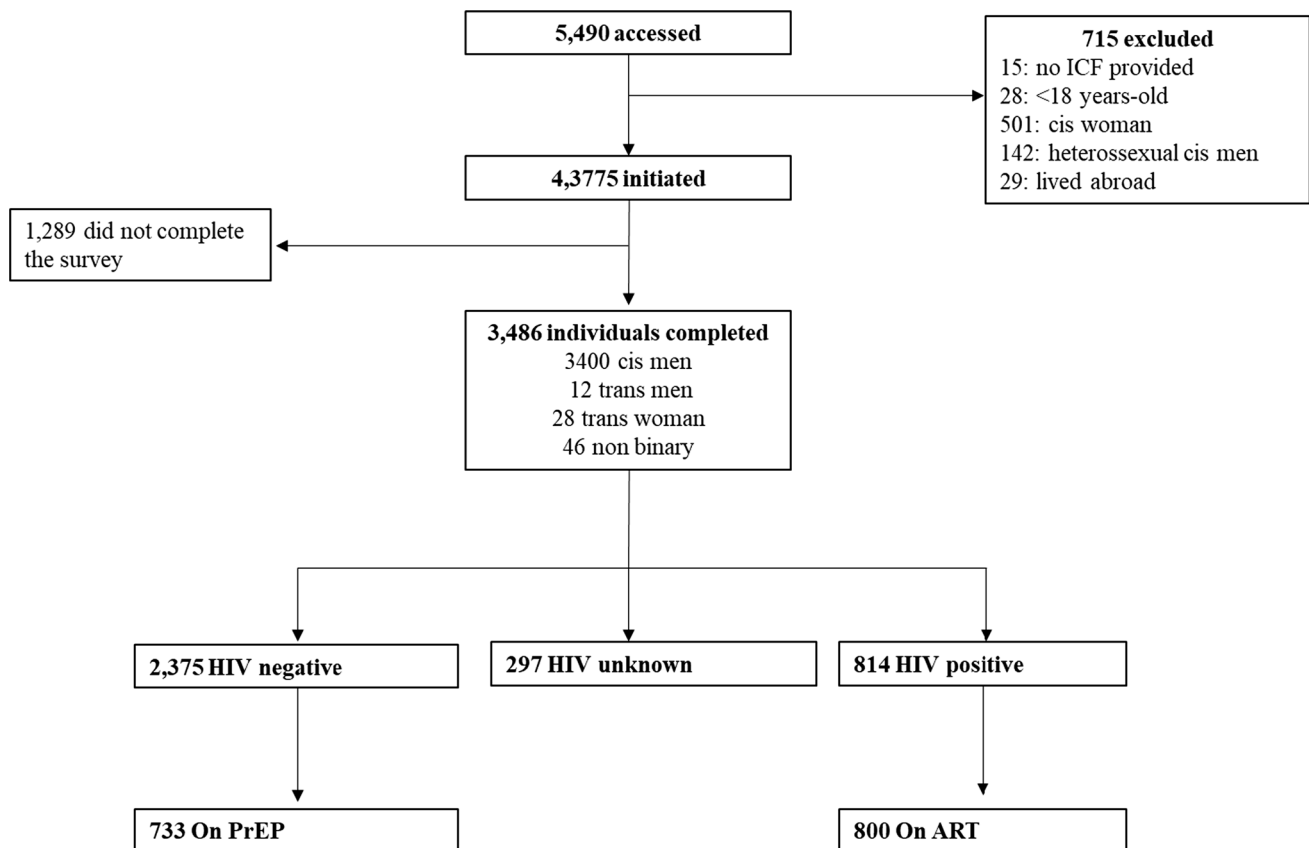 5,490 accessed
715 excluded
15: no ICF provided
28: <18 years-old
501: cis woman
142: heterossexual cis men
29: lived abroad
4,3775 initiated
1,289 did not complete
the survey
3,486 individuals completed
3400 cis men
12 trans men
28 trans woman
46 non binary
2,375 HIV negative
297 HIV unknown
814 HIV positive
733 On PrEP
800 On ART